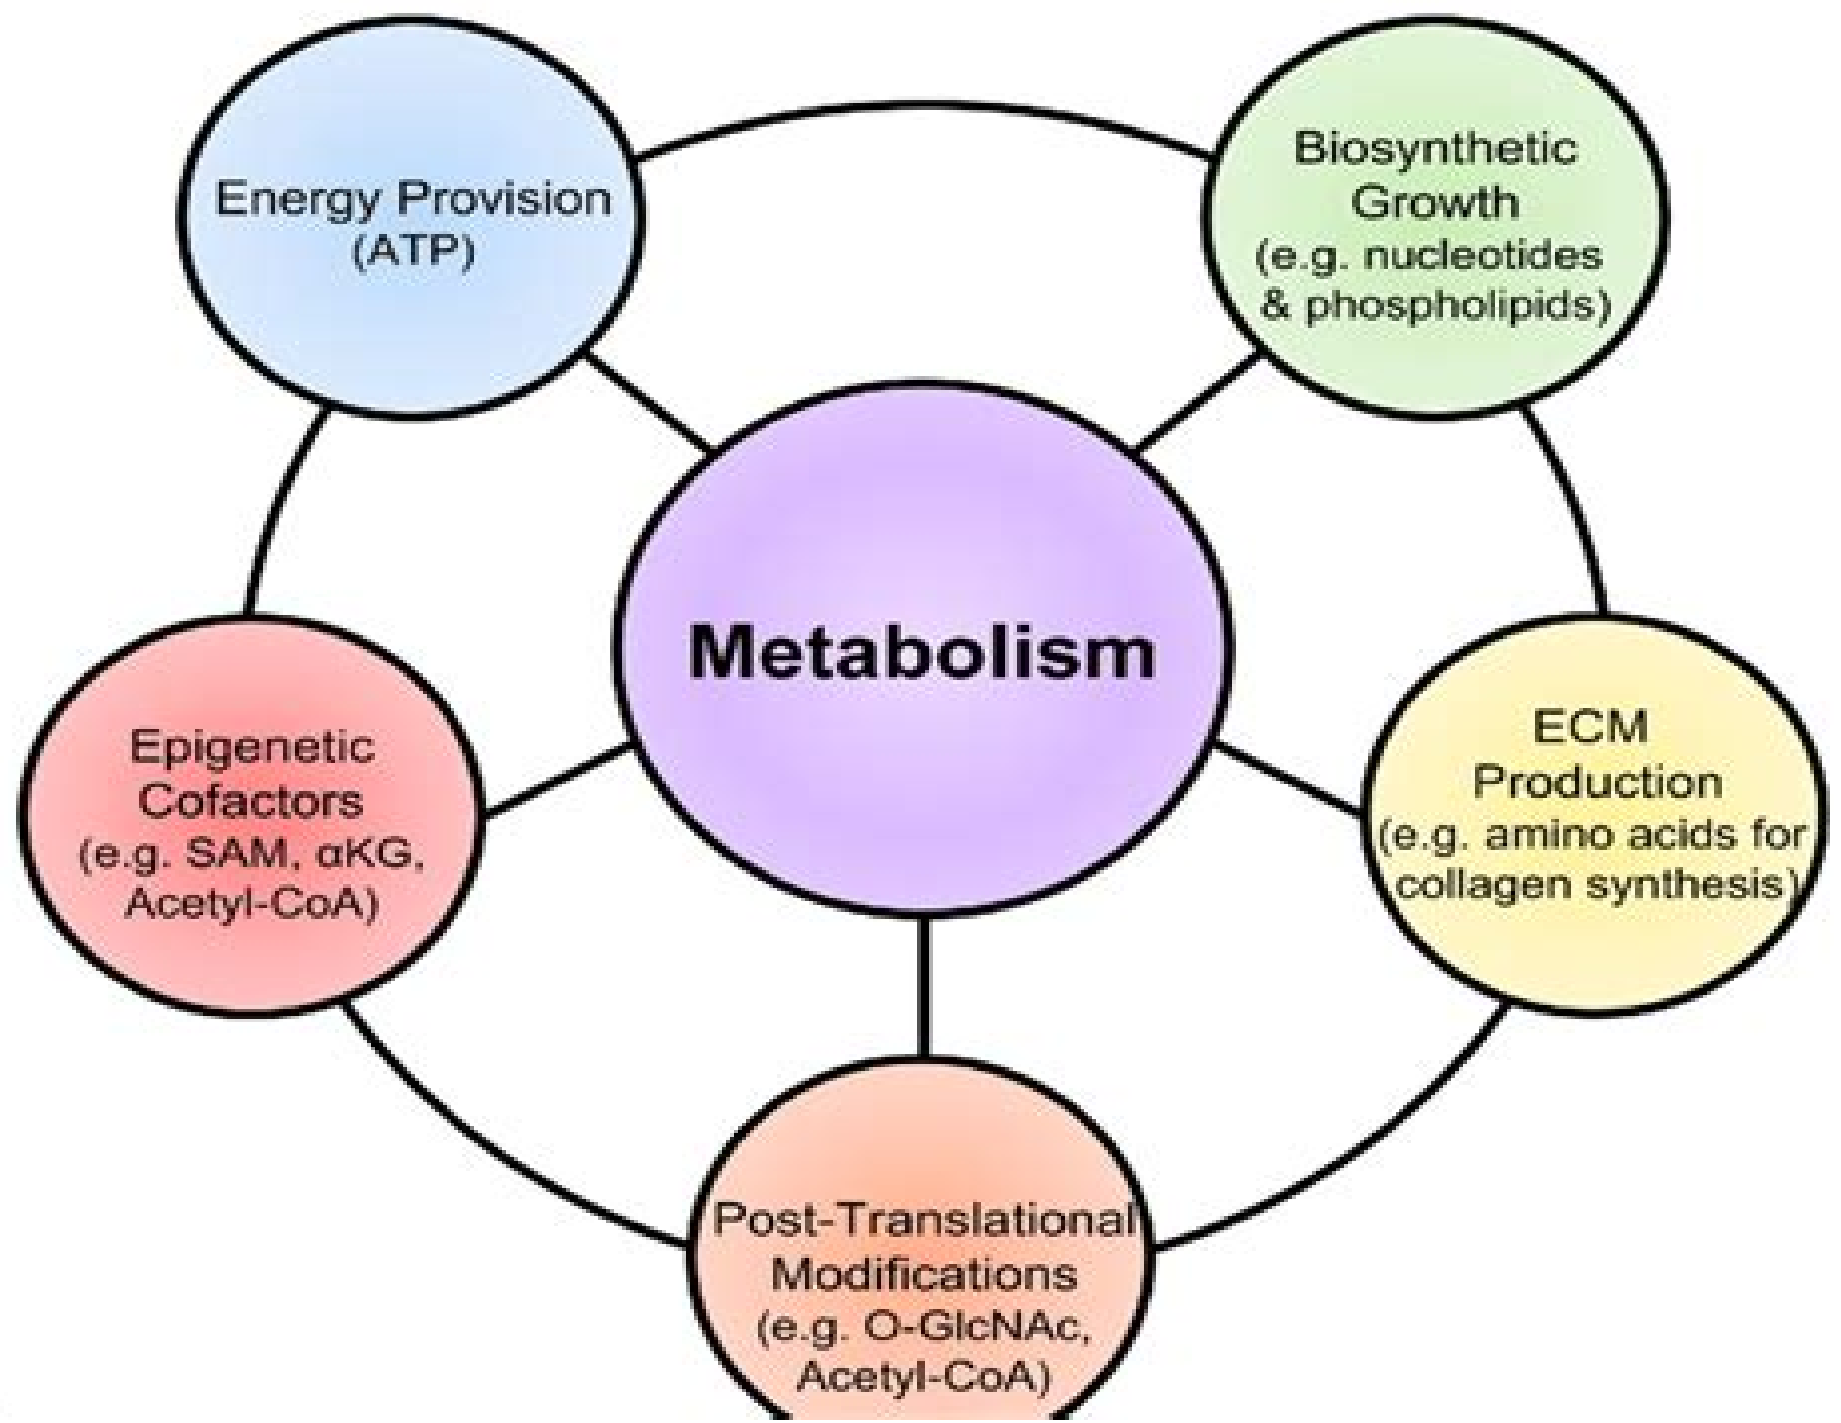 Energy Provision
(ATP)
Biosynthetic
Growth
(e.g. nucleotides
& phospholipids)
Metabolism
Epigenetic
Cofactors
(e.g. SAM, αKG,
Acetyl-CoA)
ECM
Production
(e.g. amino acids for
collagen synthesis)
Post-Translational
Modifications
(e.g. O-GlcNAc,
Acetyl-CoA)